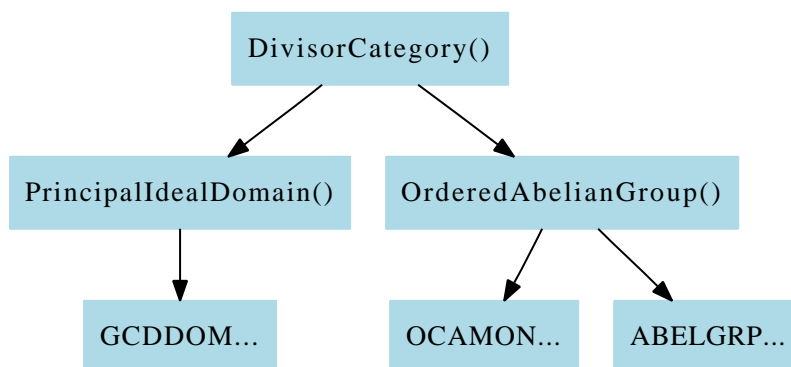 DivisorCategory()
PrincipalIdealDomain()
OrderedAbelianGroup()
GCDDOM...
OCAMON...
ABELGRP...